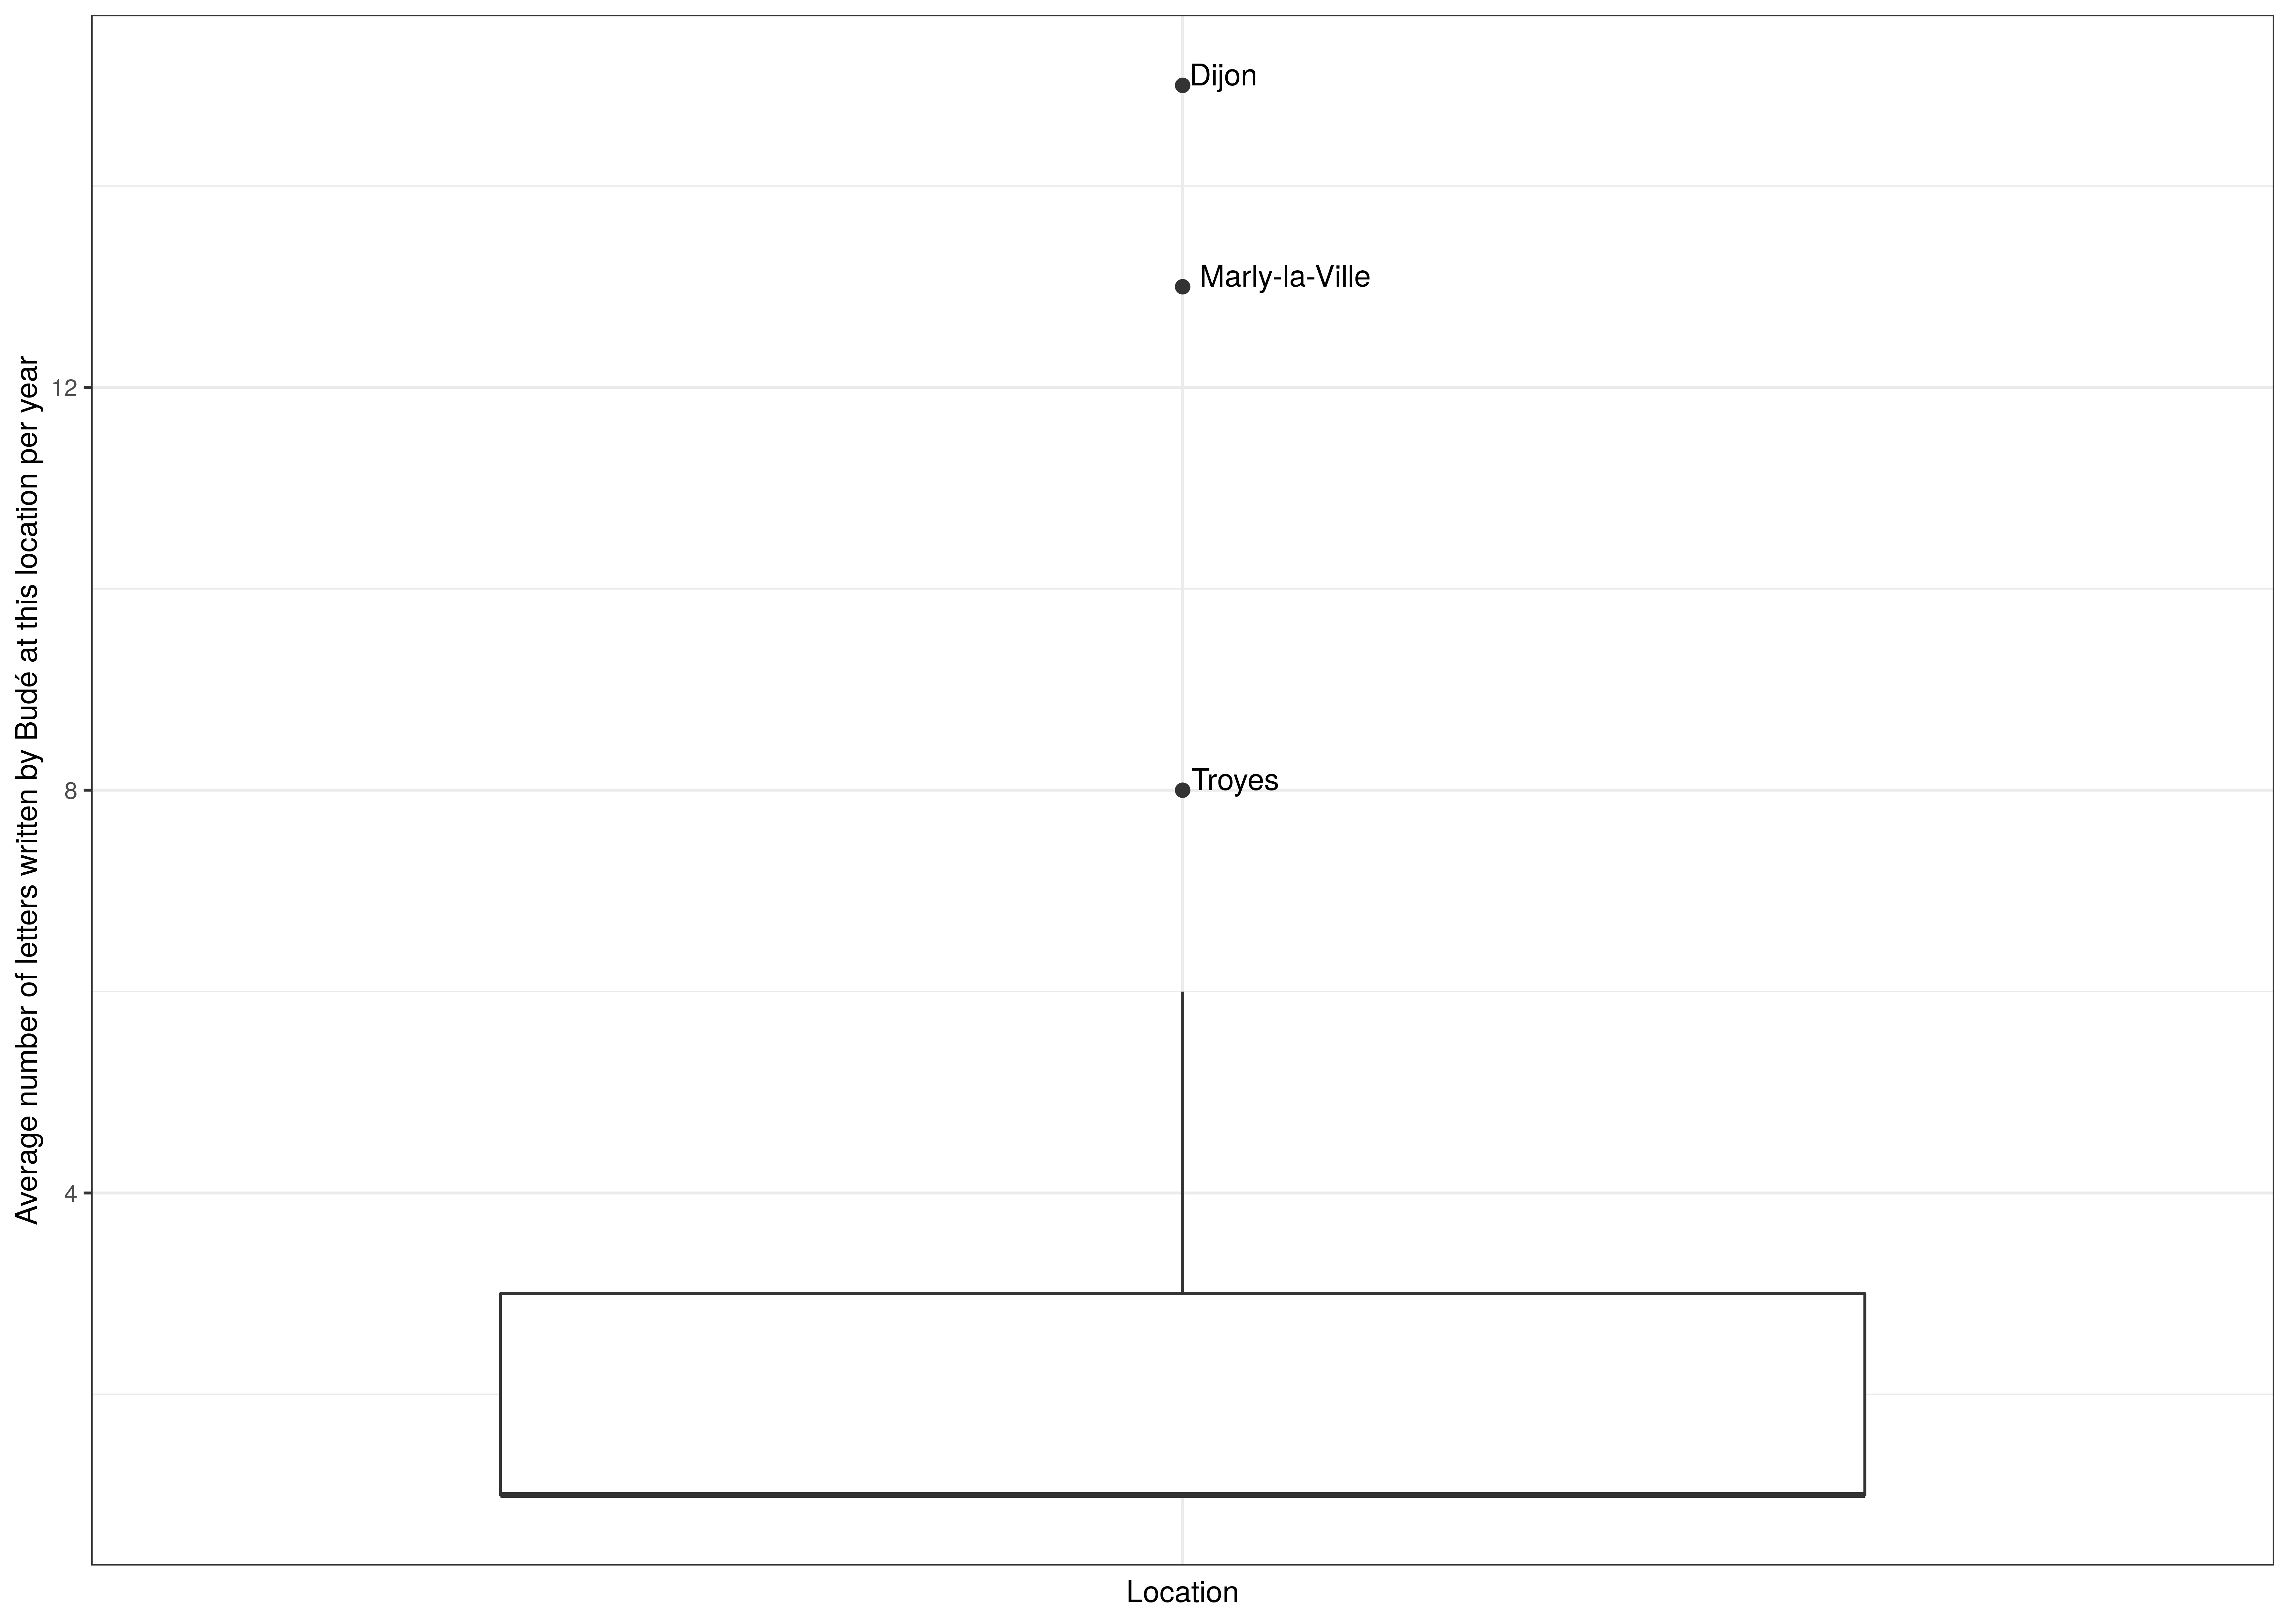 Average number of letters written by Budé at this location per year
12
8
4
Dijon
Marly-la-Ville
Troyes
Location